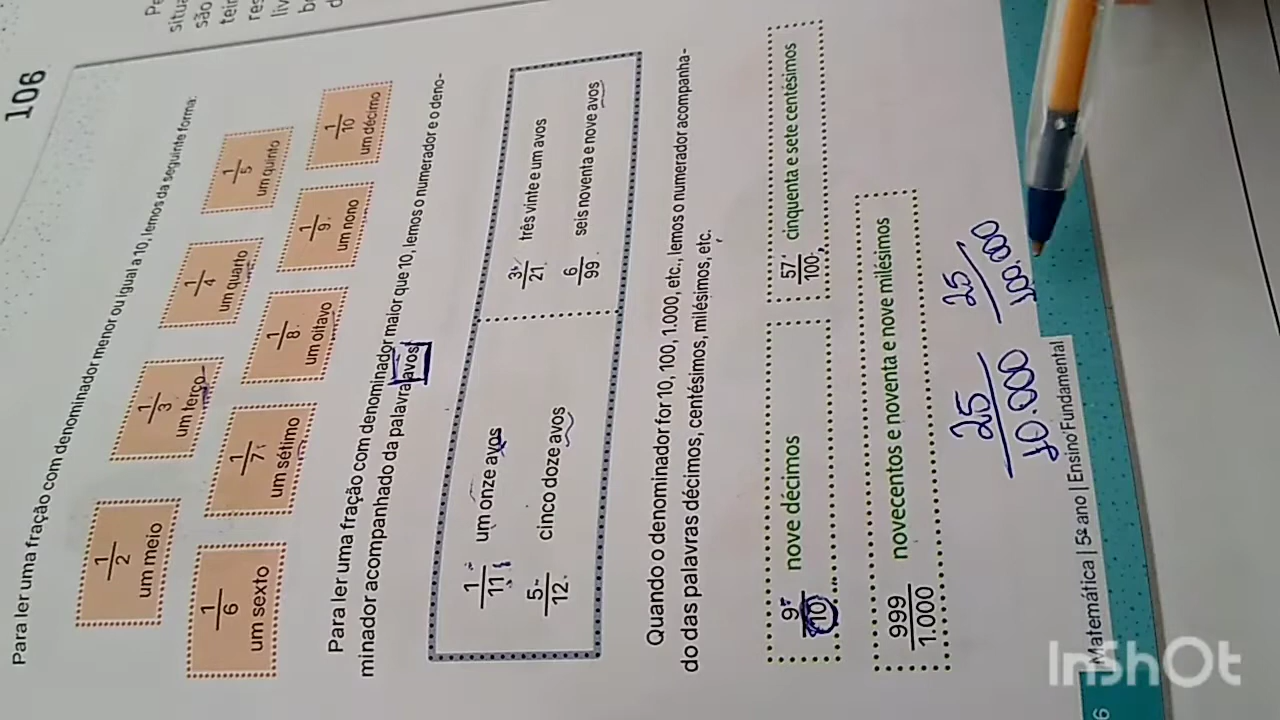 106
Para ler uma fração com denominador menor ou igual a 10, lemos da seguinte forma:
1/2 um meio
1/3 um terço
1/4 um quarto
1/5 um quinto
1/6 um sexto
1/7 um sétimo
1/8 um oitavo
1/9 um nono
1/10 um décimo
Para ler uma fração com denominador maior que 10, lemos o numerador e o deno-
minador acompanhado da palavra avos
1/11 um onze avos
5/12 cinco doze avos
3/21 três vinte e um avos
6/99 seis noventa e nove avos
Quando o denominador for 10, 100, 1.000, etc., lemos o numerador acompanha-
do das palavras décimos, centésimos, milésimos, etc.
9/10 nove décimos
57/100 cinquenta e sete centésimos
999/1.000 novecentos e noventa e nove milésimos
25/10.000 25/100.000
6 Matemática | 5º ano | Ensino Fundamental
InShOt